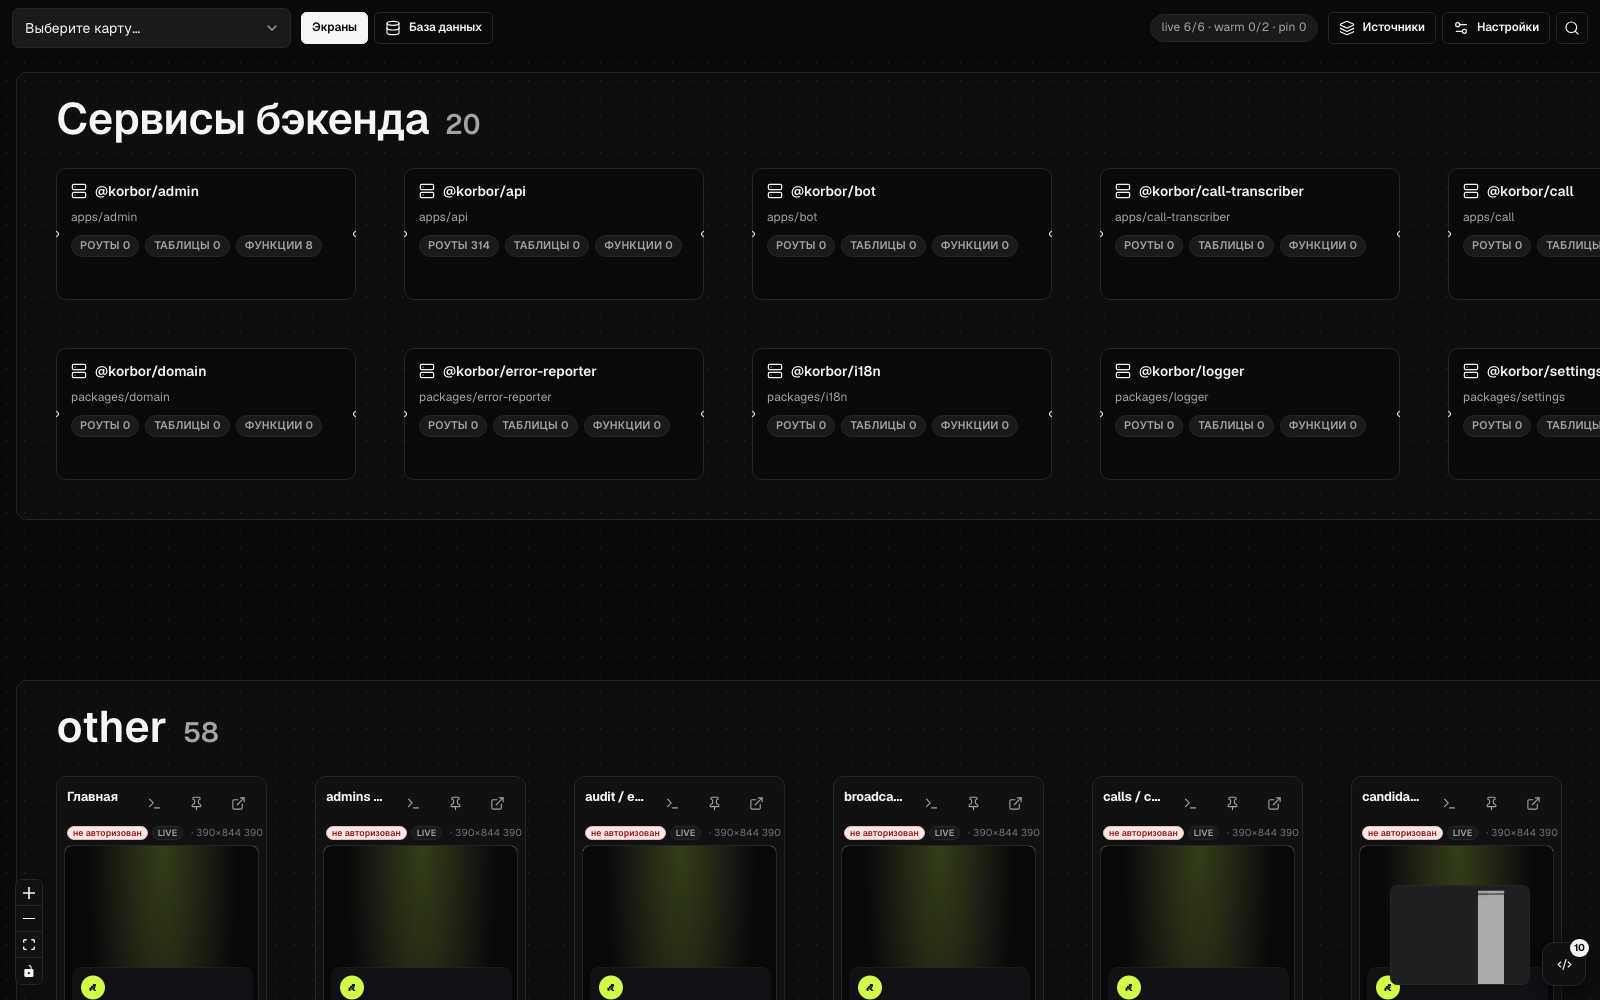 Выберите карту...
Экраны
База данных
live 6/6 · warm 0/2 · pin 0
Источники
Настройки
Сервисы бэкенда 20
@korbor/admin
apps/admin
РОУТЫ 0 ТАБЛИЦЫ 0 ФУНКЦИИ 8
@korbor/api
apps/api
РОУТЫ 314 ТАБЛИЦЫ 0 ФУНКЦИИ 0
@korbor/bot
apps/bot
РОУТЫ 0 ТАБЛИЦЫ 0 ФУНКЦИИ 0
@korbor/call-transcriber
apps/call-transcriber
РОУТЫ 0 ТАБЛИЦЫ 0 ФУНКЦИИ 0
@korbor/call
apps/call
РОУТЫ 0 ТАБЛИЦЫ
@korbor/domain
packages/domain
РОУТЫ 0 ТАБЛИЦЫ 0 ФУНКЦИИ 0
@korbor/error-reporter
packages/error-reporter
РОУТЫ 0 ТАБЛИЦЫ 0 ФУНКЦИИ 0
@korbor/i18n
packages/i18n
РОУТЫ 0 ТАБЛИЦЫ 0 ФУНКЦИИ 0
@korbor/logger
packages/logger
РОУТЫ 0 ТАБЛИЦЫ 0 ФУНКЦИИ 0
@korbor/settings
packages/settings
РОУТЫ 0 ТАБЛИЦЫ
other 58
Главная
не авторизован LIVE · 390×844 390
admins ...
не авторизован LIVE · 390×844 390
audit / e...
не авторизован LIVE · 390×844 390
broadca...
не авторизован LIVE · 390×844 390
calls / c...
не авторизован LIVE · 390×844 390
candida...
не авторизован LIVE · 390×844 390
10